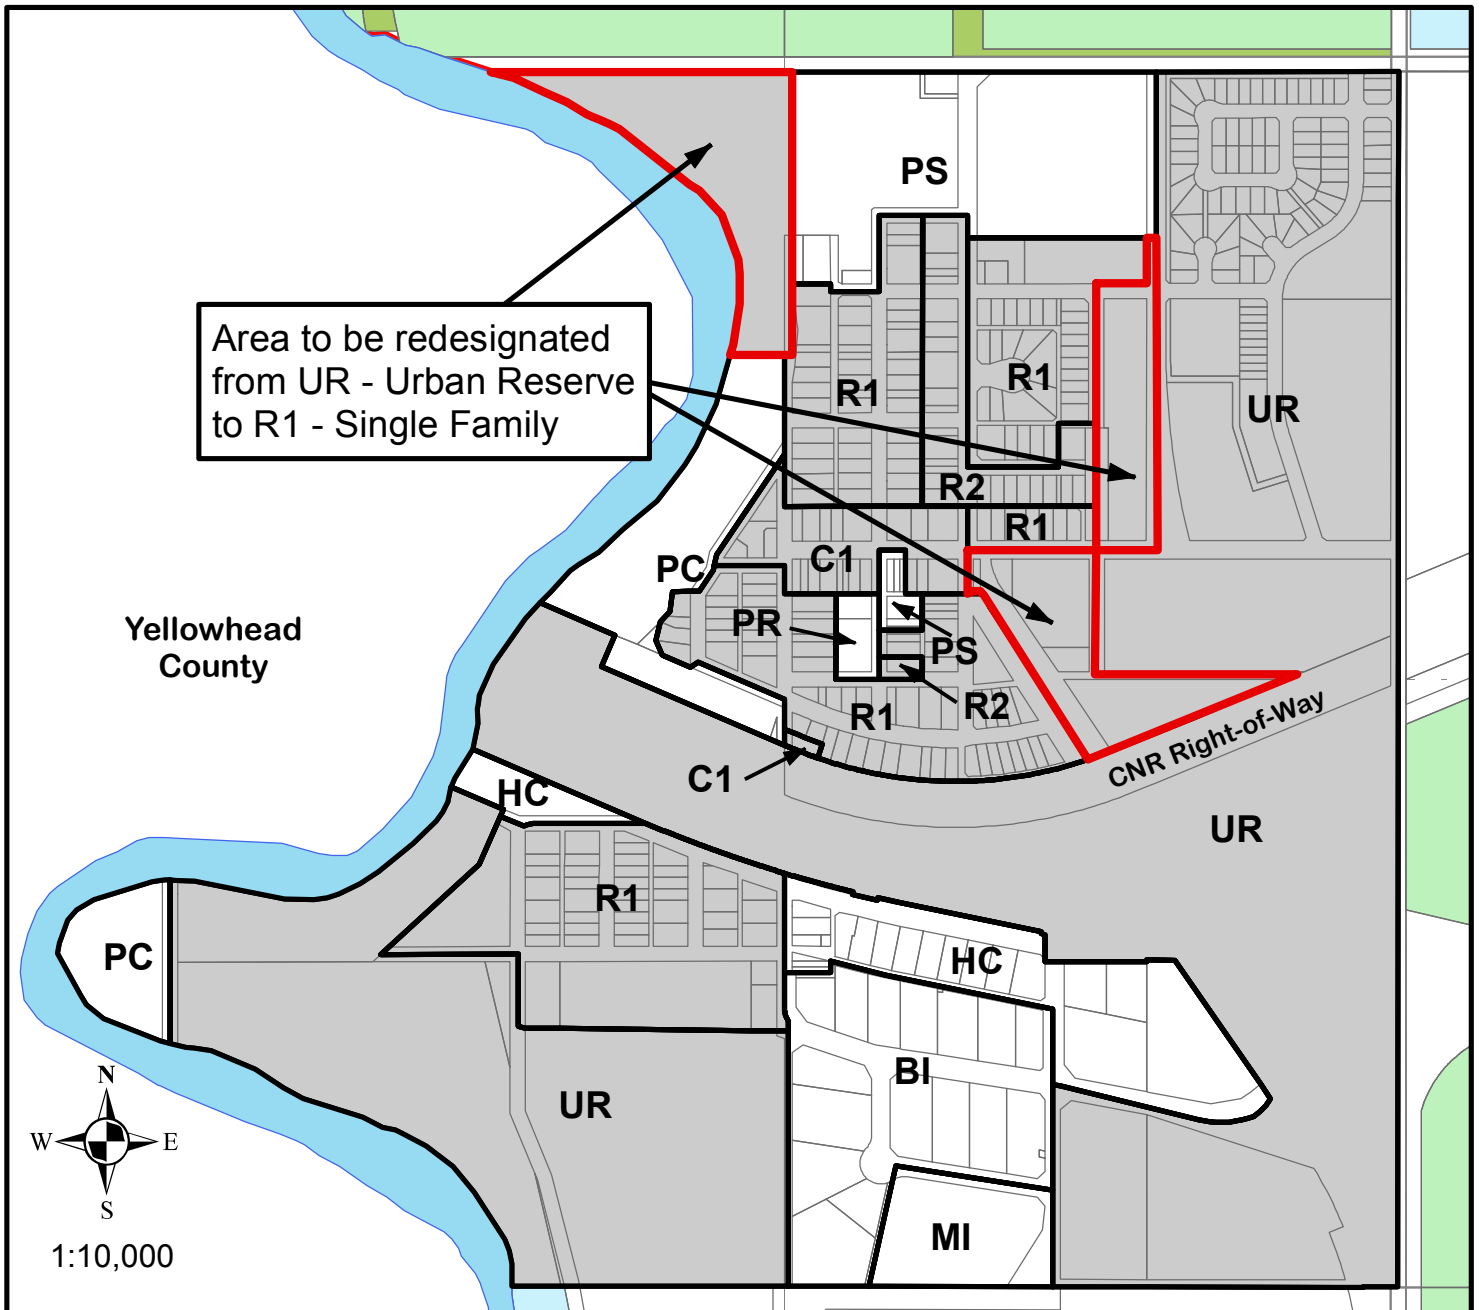 PS
Area to be redesignated
from UR - Urban Reserve
to R1 - Single Family
R1
R1
UR
R2
R1
C1
PC
PR
PS
Yellowhead
County
R2
R1
CNR Right-of-Way
C1
HC
UR
R1
PC
HC
BI
UR
N
W
E
S
MI
1:10,000